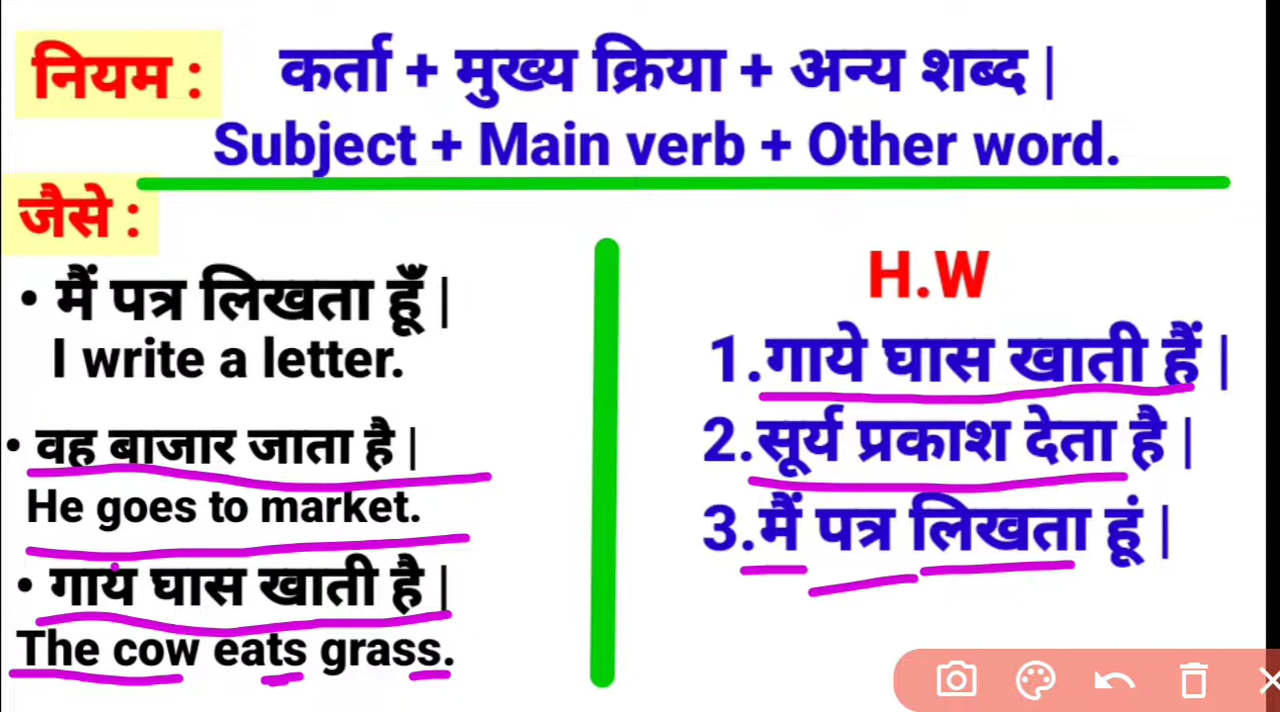 नियम : कर्ता + मुख्य क्रिया + अन्य शब्द |
Subject + Main verb + Other word.
जैसे :
• मैं पत्र लिखता हूँ |
I write a letter.
• वह बाजार जाता है |
He goes to market.
• गाय घास खाती है |
The cow eats grass.
H.W
1.गाये घास खाती हैं |
2.सूर्य प्रकाश देता है |
3.मैं पत्र लिखता हूं |